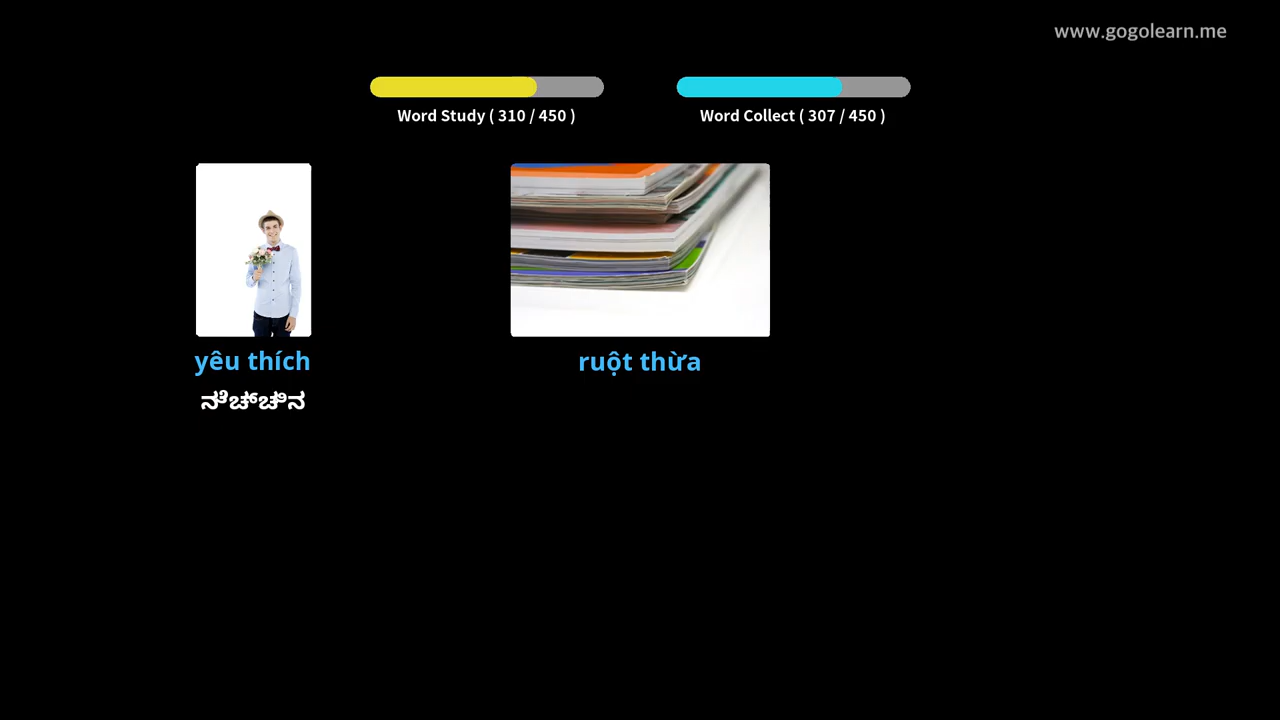 www.gogolearn.me
Word Study ( 310 / 450 )
Word Collect ( 307 / 450 )
yêu thích
ruột thừa
ನೆಚ್ಚಿನ